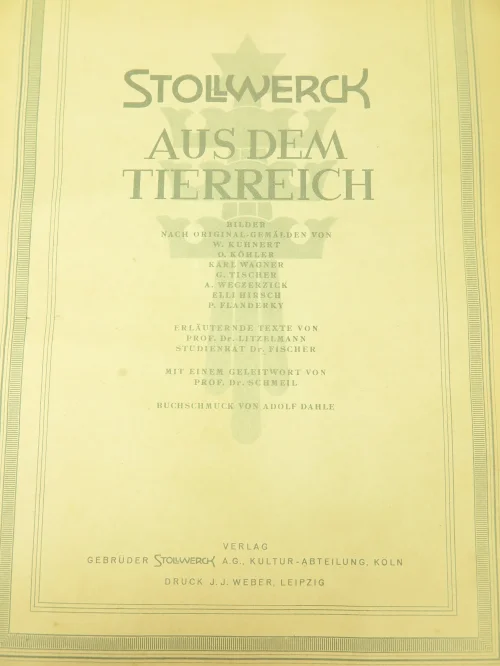 STOLLWERCK
AUS DEM
TIERREICH
BILDER
NACH ORIGINAL-GEMÄLDEN VON
W. KUHNERT
O. KÖHLER
KARL WAGNER
G. TISCHER
A. WEGZERZICK
ELLI HIRSCH
P. FLANDERKY
ERLÄUTERNDE TEXTE VON
PROF. Dr. LITZELMANN
STUDIENRAT Dr. FISCHER
MIT EINEM GELEITWORT VON
PROF. Dr. SCHMEIL
BUCHSCHMUCK VON ADOLF DAHLE
VERLAG
GEBRÜDER STOLLWERCK A.G., KULTUR-ABTEILUNG, KÖLN
DRUCK J. J. WEBER, LEIPZIG